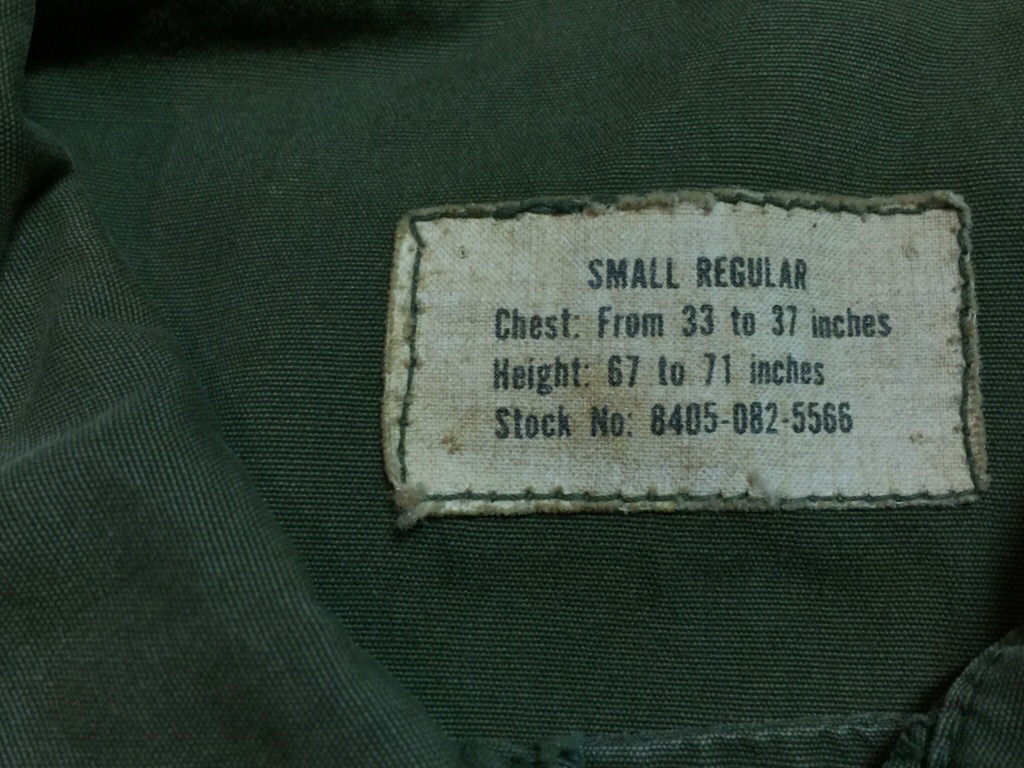 SMALL REGULAR
Chest: From 33 to 37 inches
Height: 67 to 71 inches
Stock No: 8405-082-5566